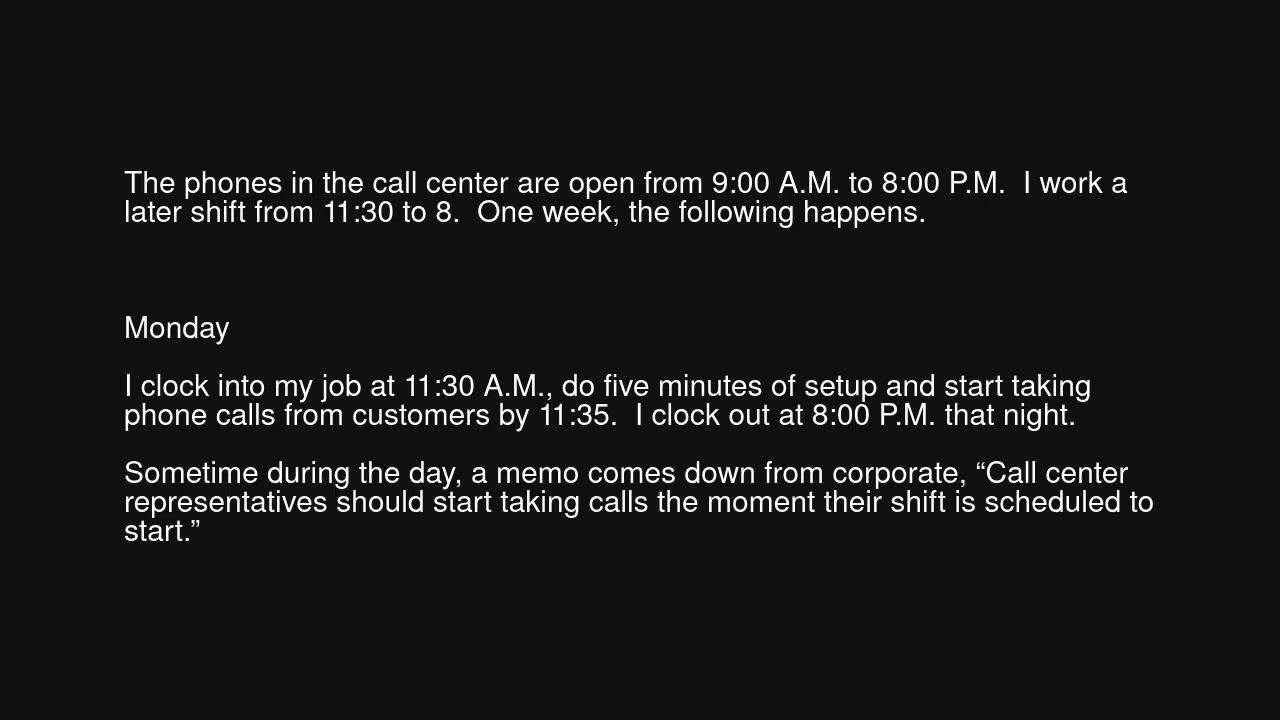 The phones in the call center are open from 9:00 A.M. to 8:00 P.M.  I work a
later shift from 11:30 to 8.  One week, the following happens.
Monday
I clock into my job at 11:30 A.M., do five minutes of setup and start taking
phone calls from customers by 11:35.  I clock out at 8:00 P.M. that night.
Sometime during the day, a memo comes down from corporate, “Call center
representatives should start taking calls the moment their shift is scheduled to
start.”